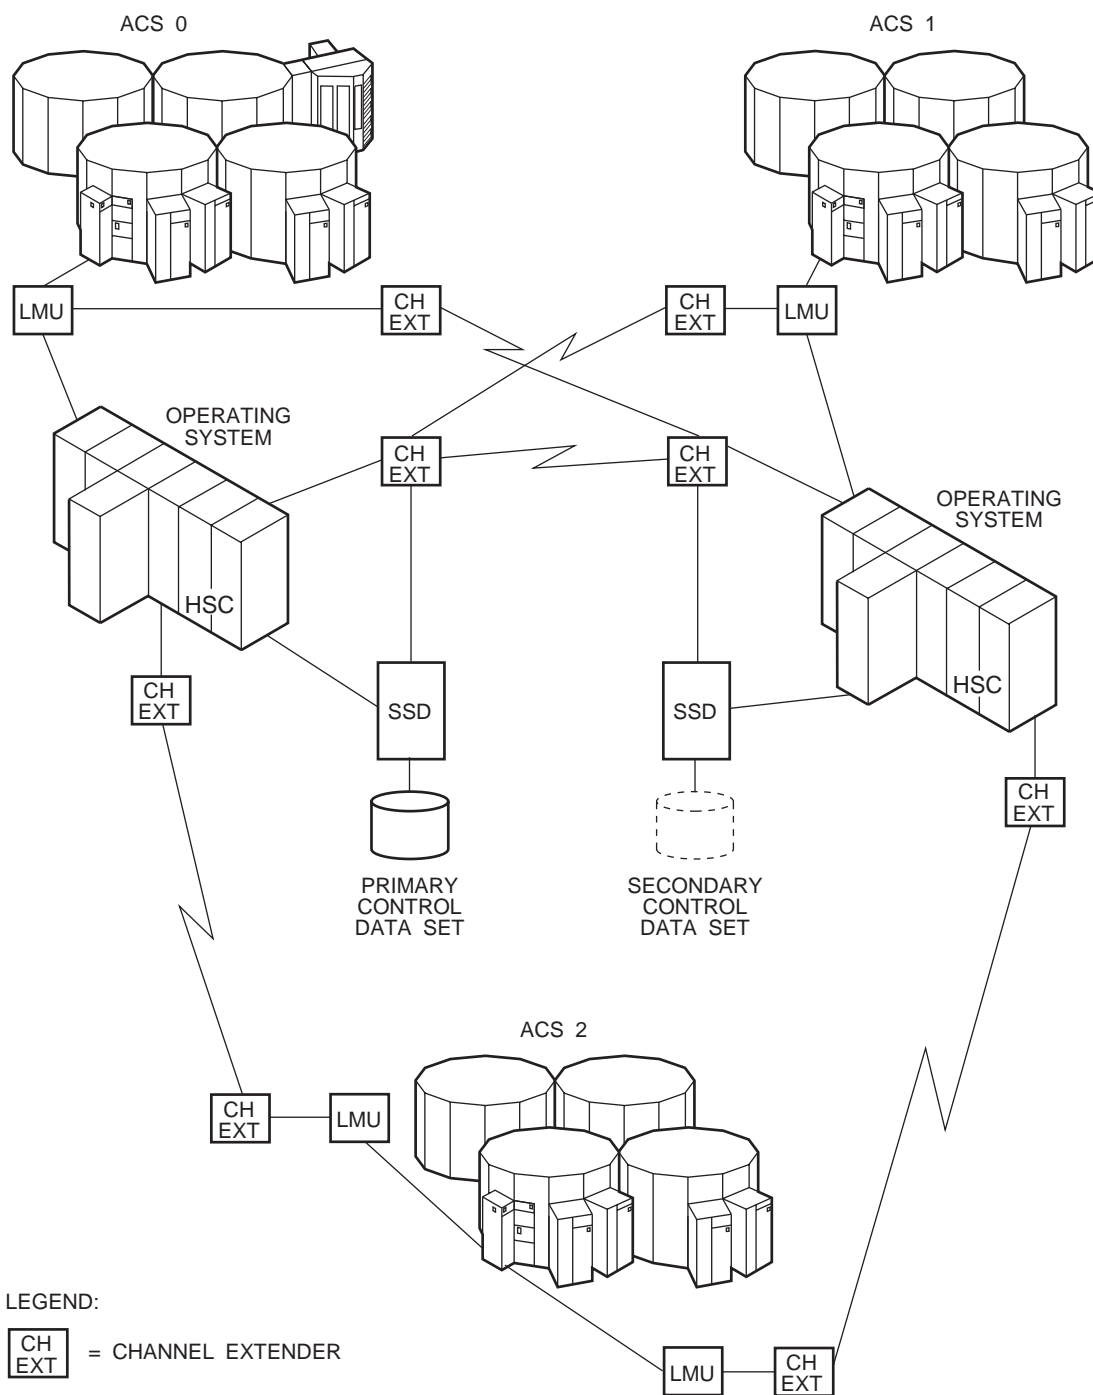 ACS 0
ACS 1
LMU
CH
EXT
CH
EXT
LMU
OPERATING
SYSTEM
CH
EXT
CH
EXT
OPERATING
SYSTEM
HSC
CH
EXT
SSD
SSD
HSC
CH
EXT
PRIMARY
CONTROL
DATA SET
SECONDARY
CONTROL
DATA SET
ACS 2
CH
EXT
LMU
LEGEND:
CH
EXT
= CHANNEL EXTENDER
LMU
CH
EXT